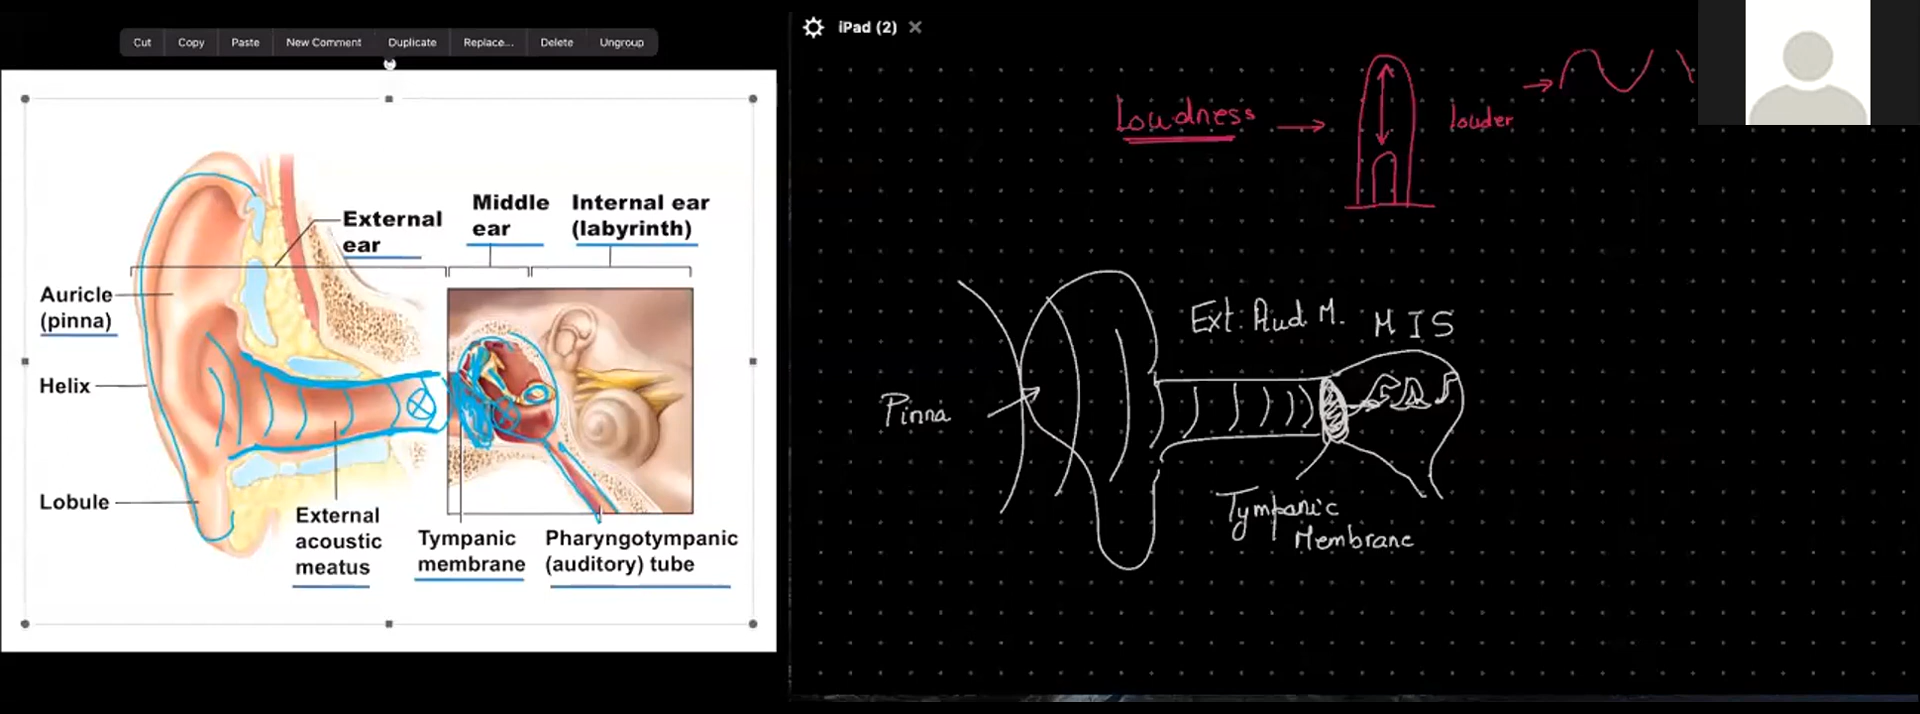 Cut Copy Paste New Comment Duplicate Replace... Delete Ungroup
External
ear
Middle
ear
Internal ear
(labyrinth)
Auricle
(pinna)
Helix
Lobule
External
acoustic
meatus
Tympanic
membrane
Pharyngotympanic
(auditory) tube
iPad (2)
Loudness
louder
Ext. Aud. M.
M I S
Pinna
Tympanic
Membrane